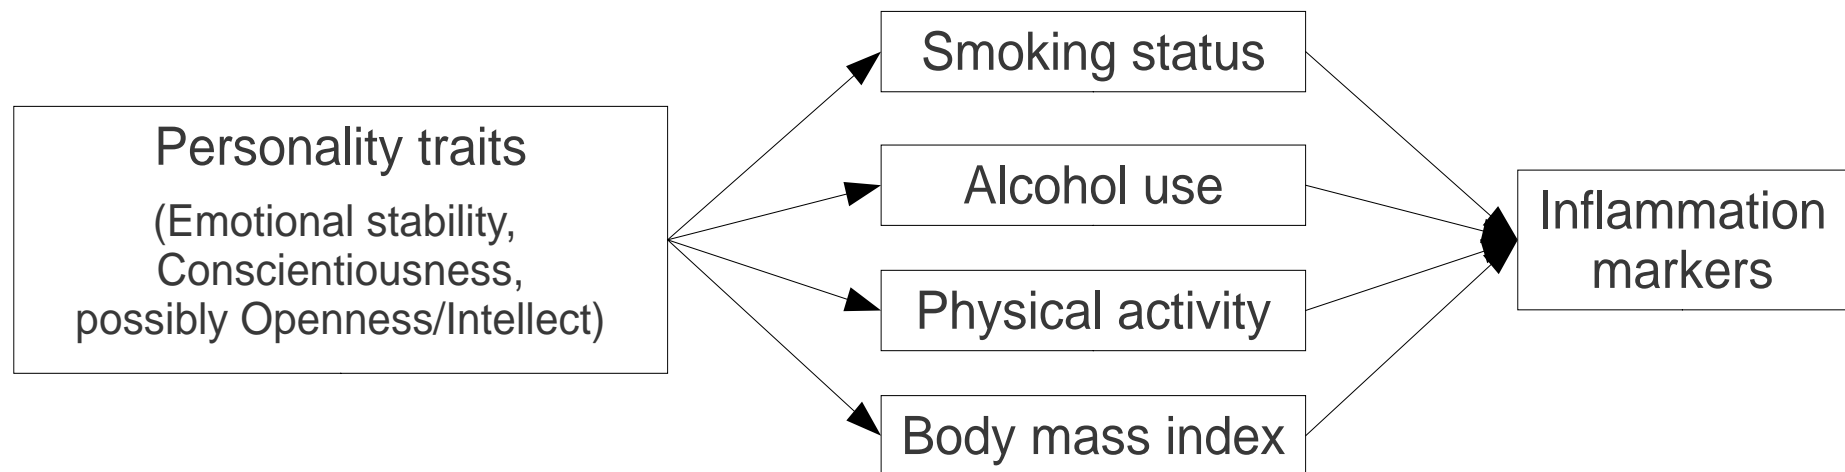 Personality traits
(Emotional stability,
Conscientiousness,
possibly Openness/Intellect)
Smoking status
Alcohol use
Physical activity
Body mass index
Inflammation
markers